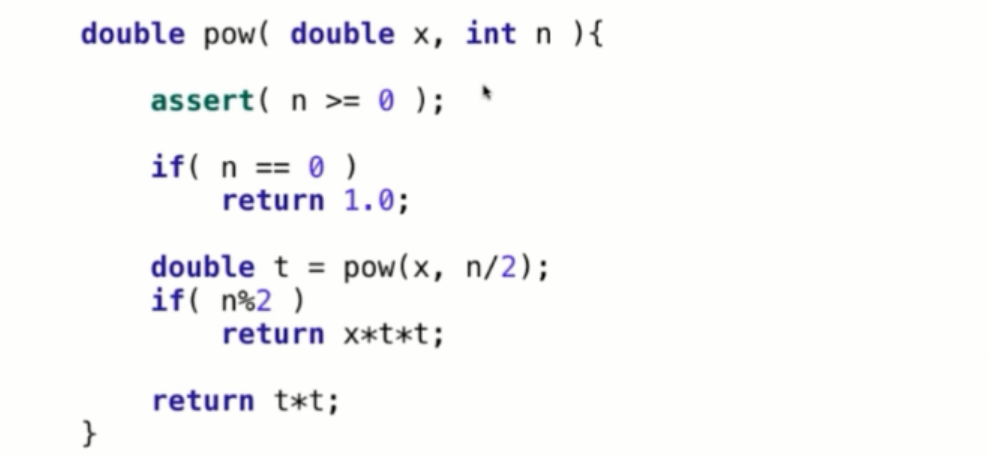 double pow( double x, int n ){
assert( n >= 0 );
if( n == 0 )
return 1.0;
double t = pow(x, n/2);
if( n%2 )
return x*t*t;
return t*t;
}